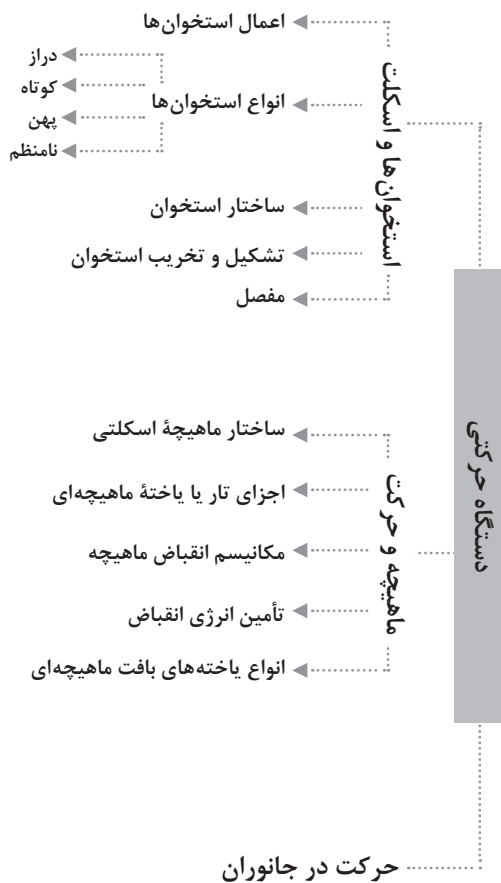 دستگاه حرکتی
استخوان‌ها و اسکلت
اعمال استخوان‌ها
انواع استخوان‌ها
دراز
کوتاه
پهن
نامنظم
ساختار استخوان
تشکیل و تخریب استخوان
مفصل
ماهیچه و حرکت
ساختار ماهیچهٔ اسکلتی
اجزای تار یا یاختهٔ ماهیچه‌ای
مکانیسم انقباض ماهیچه
تأمین انرژی انقباض
انواع یاخته‌های بافت ماهیچه‌ای
حرکت در جانوران